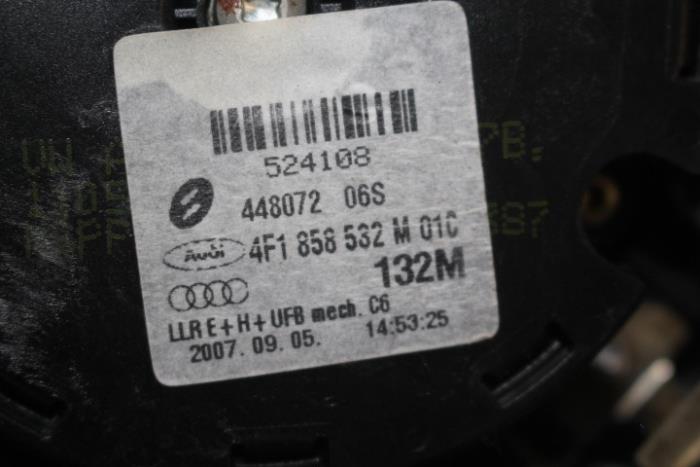 524108
448072 06S
Audi 4F1 858 532 M 01C
132M
LLR E+H+UFB mech. C6
2007. 09. 05. 14:53:25